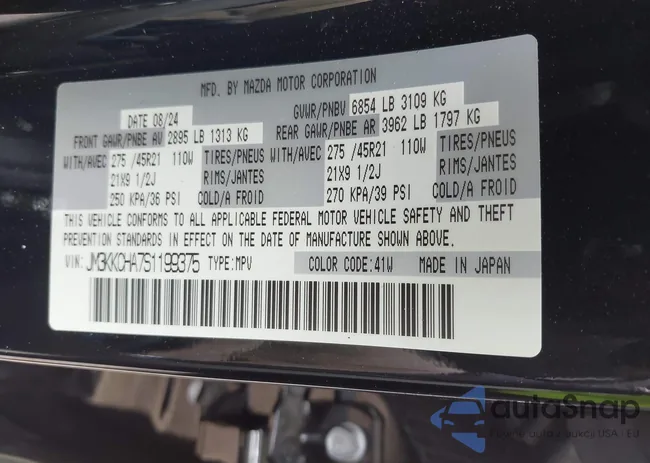 MFD. BY MAZDA MOTOR CORPORATION
DATE 08/24 GVWR/PNBV 6854 LB 3109 KG
FRONT GAWR/PNBE AV 2895 LB 1313 KG REAR GAWR/PNBE AR 3962 LB 1797 KG
WITH/AVEC 275 /45R21 110W TIRES/PNEUS WITH/AVEC 275 /45R21 110W TIRES/PNEUS
21X9 1/2J RIMS/JANTES 21X9 1/2J RIMS/JANTES
250 KPA/36 PSI COLD/A FROID 270 KPA/39 PSI COLD/A FROID
THIS VEHICLE CONFORMS TO ALL APPLICABLE FEDERAL MOTOR VEHICLE SAFETY AND THEFT
PREVENTION STANDARDS IN EFFECT ON THE DATE OF MANUFACTURE SHOWN ABOVE.
VIN: JM3KKCHA7S1199375 TYPE:MPV COLOR CODE:41W MADE IN JAPAN
autoSnap
aukcji USA - EU